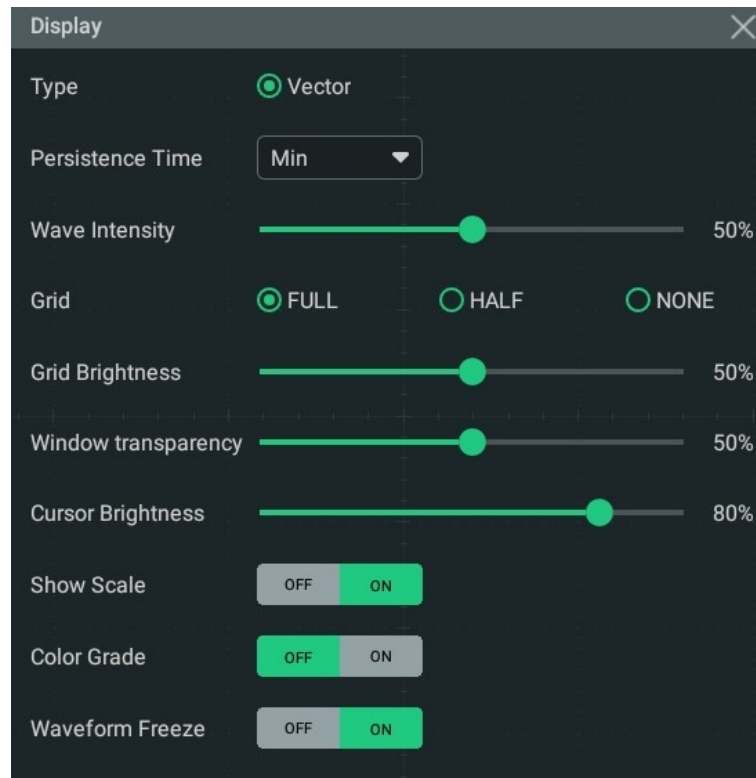 Display
Type Vector
Persistence Time Min
Wave Intensity 50%
Grid FULL HALF NONE
Grid Brightness 50%
Window transparency 50%
Cursor Brightness 80%
Show Scale OFF ON
Color Grade OFF ON
Waveform Freeze OFF ON